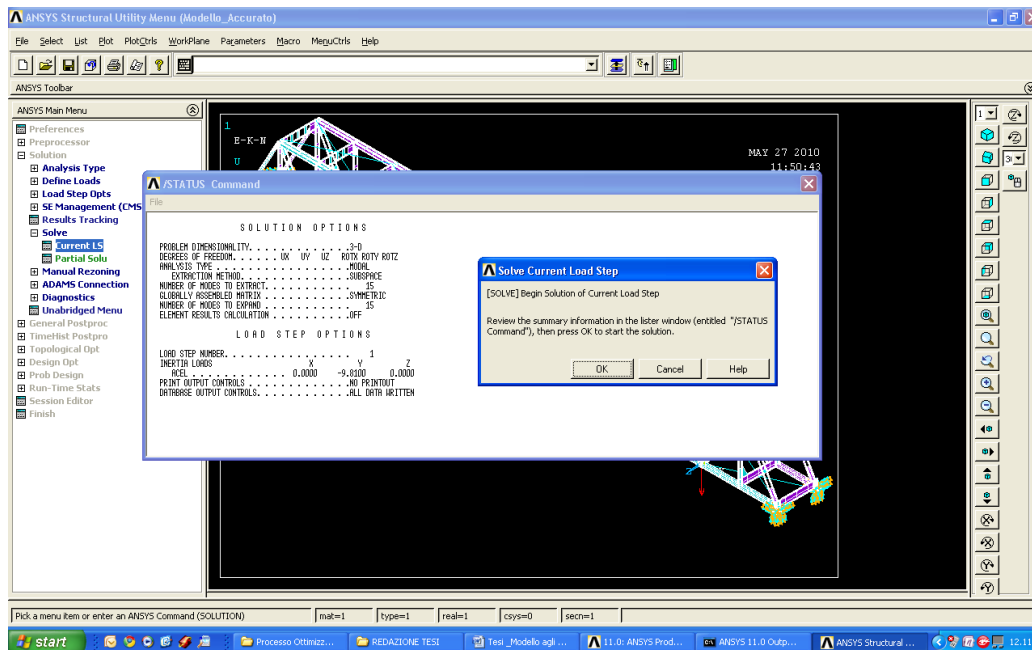 ANSYS Structural Utility Menu (Modello_Accurato)
File Select List Plot PlotCtrls WorkPlane Parameters Macro MenuCtrls Help
ANSYS Toolbar
ANSYS Main Menu
Preferences
Preprocessor
Solution
Analysis Type
Define Loads
Load Step Opts
SE Management (CMS
Results Tracking
Solve
Current LS
Partial Solu
Manual Rezoning
ADAMS Connection
Diagnostics
Unabridged Menu
General Postproc
TimeHist Postpro
Topological Opt
Design Opt
Prob Design
Run-Time Stats
Session Editor
Finish
1
E-K-N
U
MAY 27 2010
11:50:43
/STATUS Command
File
S O L U T I O N   O P T I O N S
PROBLEM DIMENSIONALITY. . . . . . . . . . . . .3-D
DEGREES OF FREEDOM. . . . . . UX UY UZ ROTX ROTY ROTZ
ANALYSIS TYPE . . . . . . . . . . . . . . . . .MODAL
EXTRACTION METHOD. . . . . . . . . . . . . .SUBSPACE
NUMBER OF MODES TO EXTRACT. . . . . . . . . . . 15
GLOBALLY ASSEMBLED MATRIX . . . . . . . . . . .SYMMETRIC
NUMBER OF MODES TO EXPAND . . . . . . . . . . . 15
ELEMENT RESULTS CALCULATION . . . . . . . . . .OFF
L O A D   S T E P   O P T I O N S
LOAD STEP NUMBER. . . . . . . . . . . . . . . . 1
INERTIA LOADS X Y Z
ACEL . . . . . . . . . . 0.0000 -9.8100 0.0000
PRINT OUTPUT CONTROLS . . . . . . . . . . . . .NO PRINTOUT
DATABASE OUTPUT CONTROLS. . . . . . . . . . . .ALL DATA WRITTEN
Solve Current Load Step
[SOLVE] Begin Solution of Current Load Step
Review the summary information in the lister window (entitled "/STATUS
Command"), then press OK to start the solution.
OK Cancel Help
Z
1
Pick a menu item or enter an ANSYS Command (SOLUTION) mat=1 type=1 real=1 csys=0 secn=1
start Processo Ottimizz... REDAZIONE TESI Tesi _Modello agli ... 11.0: ANSYS Prod... ANSYS 11.0 Outp... ANSYS Structural ... 12.11